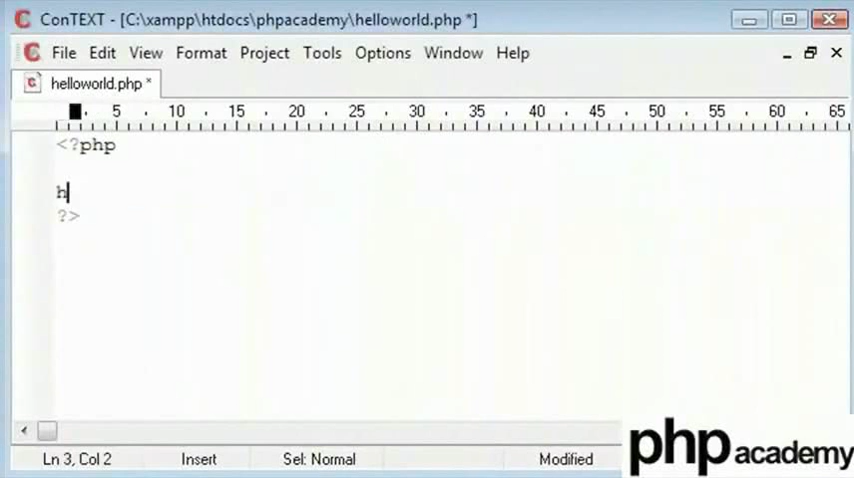 ConTEXT - [C:\xampp\htdocs\phpacademy\helloworld.php *]
File Edit View Format Project Tools Options Window Help
helloworld.php *
5 10 15 20 25 30 35 40 45 50 55 60 65
<?php
h
?>
Ln 3, Col 2 Insert Sel: Normal Modified
php academy